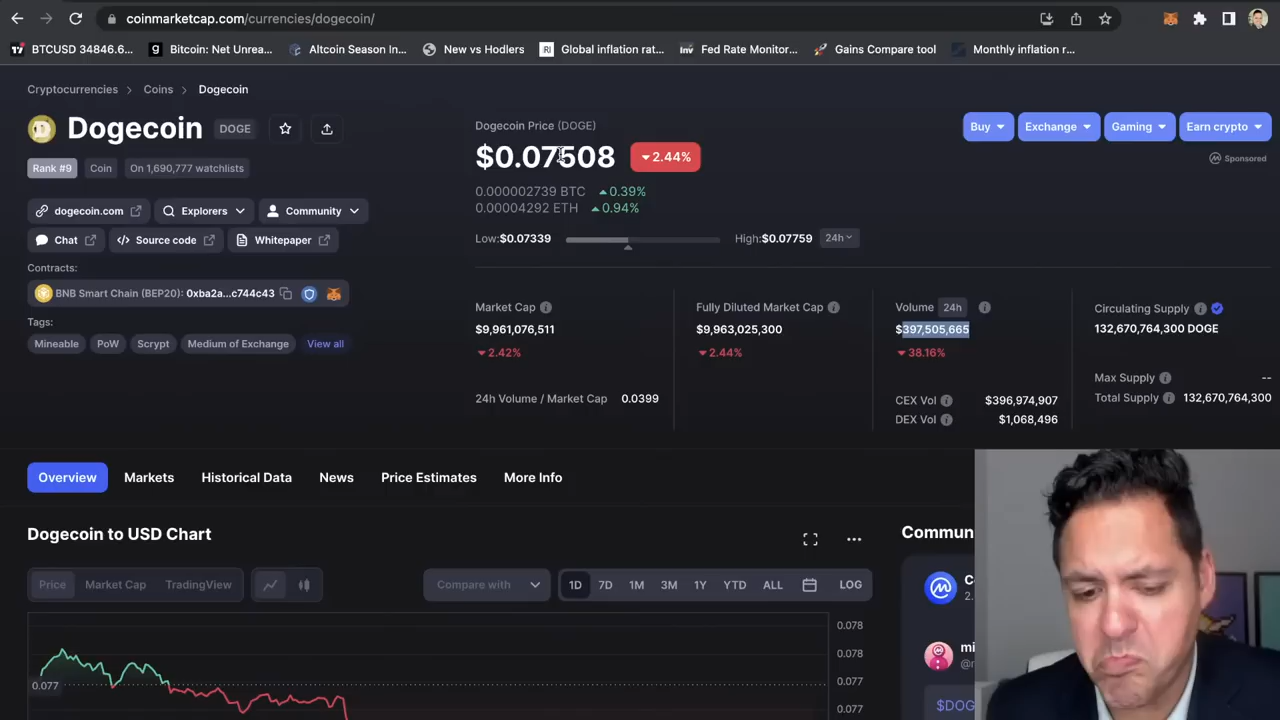 coinmarketcap.com/currencies/dogecoin/
BTCUSD 34846.6... Bitcoin: Net Unrea... Altcoin Season In... New vs Hodlers Global inflation rat... Fed Rate Monitor... Gains Compare tool Monthly inflation r...
Cryptocurrencies > Coins > Dogecoin
Dogecoin DOGE
Rank #9 Coin On 1,690,777 watchlists
dogecoin.com Explorers Community
Chat Source code Whitepaper
Contracts:
BNB Smart Chain (BEP20): 0xba2a...c744c43
Tags:
Mineable PoW Scrypt Medium of Exchange View all
Dogecoin Price (DOGE)
$0.07508 2.44%
0.000002739 BTC 0.39%
0.00004292 ETH 0.94%
Low:$0.07339 High:$0.07759 24h
Buy Exchange Gaming Earn crypto
Sponsored
Market Cap
$9,961,076,511
2.42%
24h Volume / Market Cap 0.0399
Fully Diluted Market Cap
$9,963,025,300
2.44%
Volume 24h
$397,505,665
38.16%
CEX Vol $396,974,907
DEX Vol $1,068,496
Circulating Supply
132,670,764,300 DOGE
Max Supply --
Total Supply 132,670,764,300
Overview Markets Historical Data News Price Estimates More Info
Dogecoin to USD Chart
Price Market Cap TradingView Compare with 1D 7D 1M 3M 1Y YTD ALL LOG
0.078
0.078
0.077
0.077
0.077
Commun
C
2.
mi
@r
$DOG